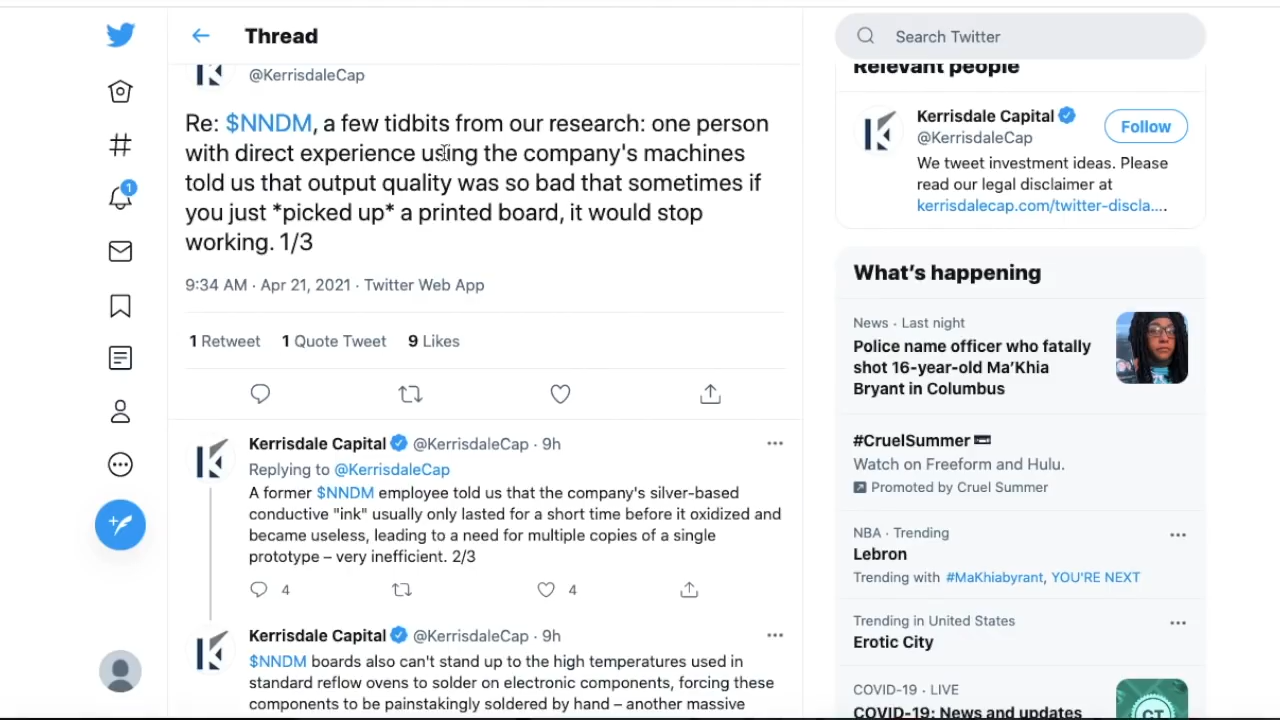 Thread
@KerrisdaleCap
Re: $NNDM, a few tidbits from our research: one person
with direct experience using the company's machines
told us that output quality was so bad that sometimes if
you just *picked up* a printed board, it would stop
working. 1/3
9:34 AM · Apr 21, 2021 · Twitter Web App
1 Retweet 1 Quote Tweet 9 Likes
Kerrisdale Capital @KerrisdaleCap · 9h
Replying to @KerrisdaleCap
A former $NNDM employee told us that the company's silver-based
conductive "ink" usually only lasted for a short time before it oxidized and
became useless, leading to a need for multiple copies of a single
prototype – very inefficient. 2/3
4 4
Kerrisdale Capital @KerrisdaleCap · 9h
$NNDM boards also can't stand up to the high temperatures used in
standard reflow ovens to solder on electronic components, forcing these
components to be painstakingly soldered by hand – another massive
1
Search Twitter
Relevant people
Kerrisdale Capital
@KerrisdaleCap
Follow
We tweet investment ideas. Please
read our legal disclaimer at
kerrisdalecap.com/twitter-discla....
What's happening
News · Last night
Police name officer who fatally
shot 16-year-old Ma'Khia
Bryant in Columbus
#CruelSummer
Watch on Freeform and Hulu.
Promoted by Cruel Summer
NBA · Trending
Lebron
Trending with #MaKhiabyrant, YOU'RE NEXT
Trending in United States
Erotic City
COVID-19 · LIVE
COVID-19: News and updates
CT